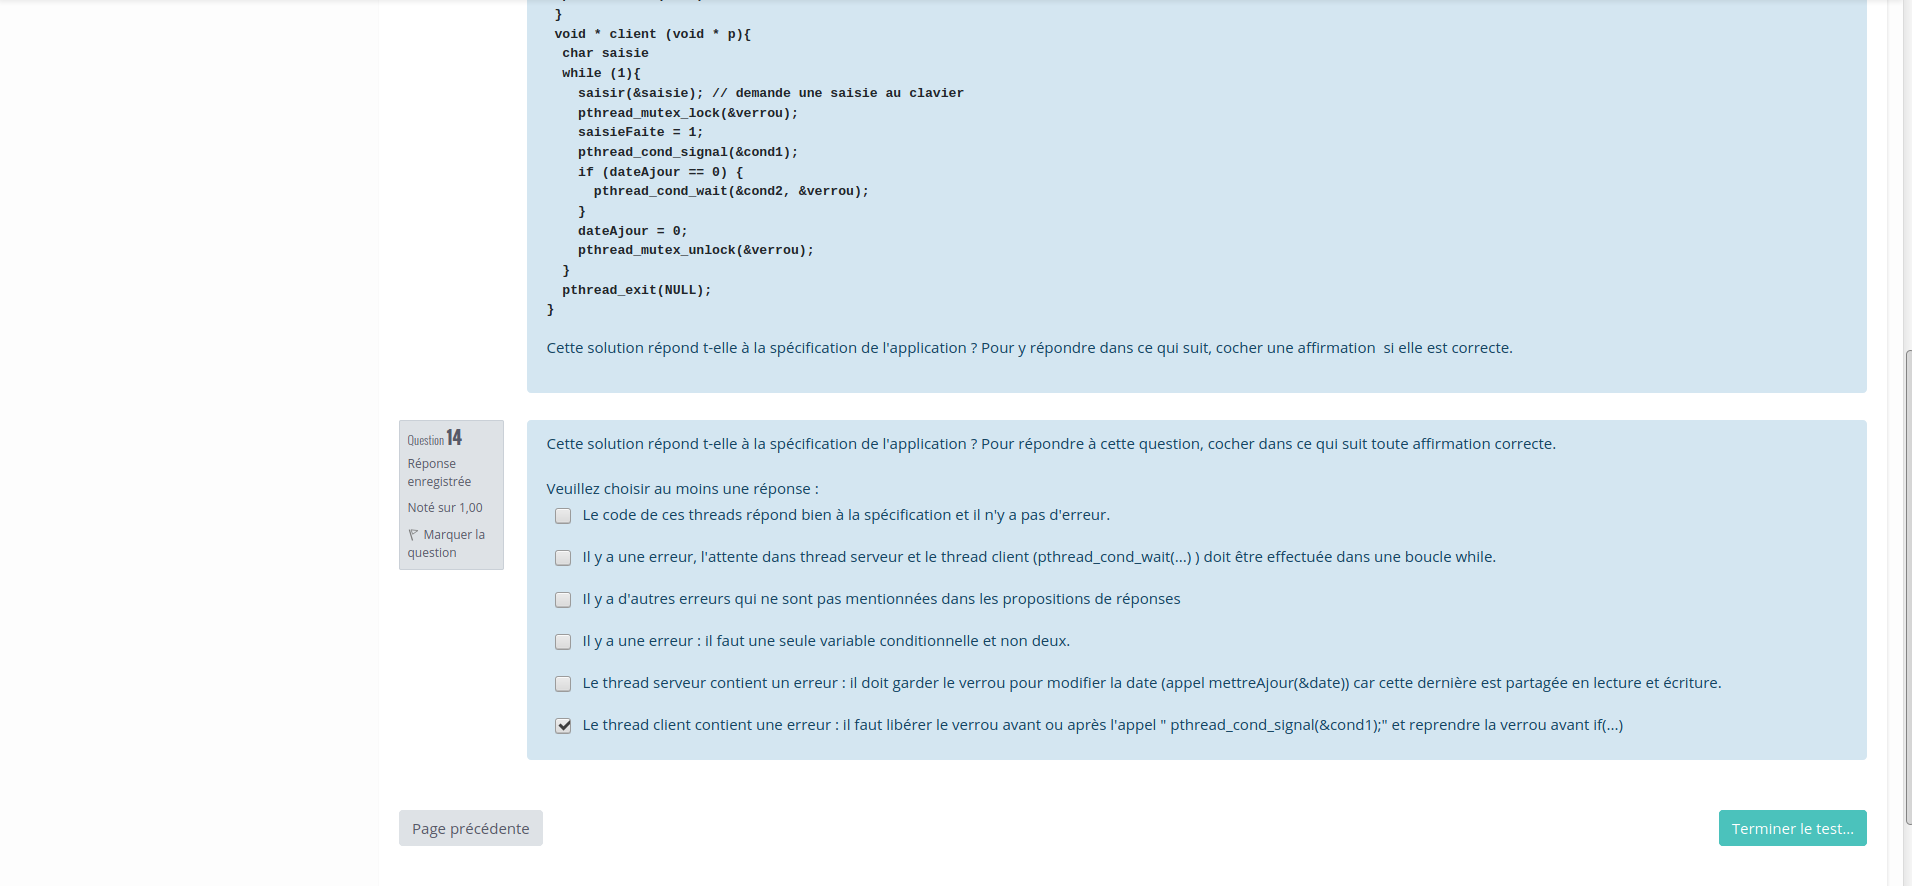 }
void * client (void * p){
char saisie
while (1){
saisir(&saisie); // demande une saisie au clavier
pthread_mutex_lock(&verrou);
saisieFaite = 1;
pthread_cond_signal(&cond1);
if (dateAjour == 0) {
pthread_cond_wait(&cond2, &verrou);
}
dateAjour = 0;
pthread_mutex_unlock(&verrou);
}
pthread_exit(NULL);
}
Cette solution répond t-elle à la spécification de l'application ? Pour y répondre dans ce qui suit, cocher une affirmation si elle est correcte.
Question 14
Réponse
enregistrée
Noté sur 1,00
Marquer la
question
Cette solution répond t-elle à la spécification de l'application ? Pour répondre à cette question, cocher dans ce qui suit toute affirmation correcte.
Veuillez choisir au moins une réponse :
Le code de ces threads répond bien à la spécification et il n'y a pas d'erreur.
Il y a une erreur, l'attente dans thread serveur et le thread client (pthread_cond_wait(...) ) doit être effectuée dans une boucle while.
Il y a d'autres erreurs qui ne sont pas mentionnées dans les propositions de réponses
Il y a une erreur : il faut une seule variable conditionnelle et non deux.
Le thread serveur contient un erreur : il doit garder le verrou pour modifier la date (appel mettreAjour(&date)) car cette dernière est partagée en lecture et écriture.
Le thread client contient une erreur : il faut libérer le verrou avant ou après l'appel " pthread_cond_signal(&cond1);" et reprendre la verrou avant if(...)
Page précédente
Terminer le test...